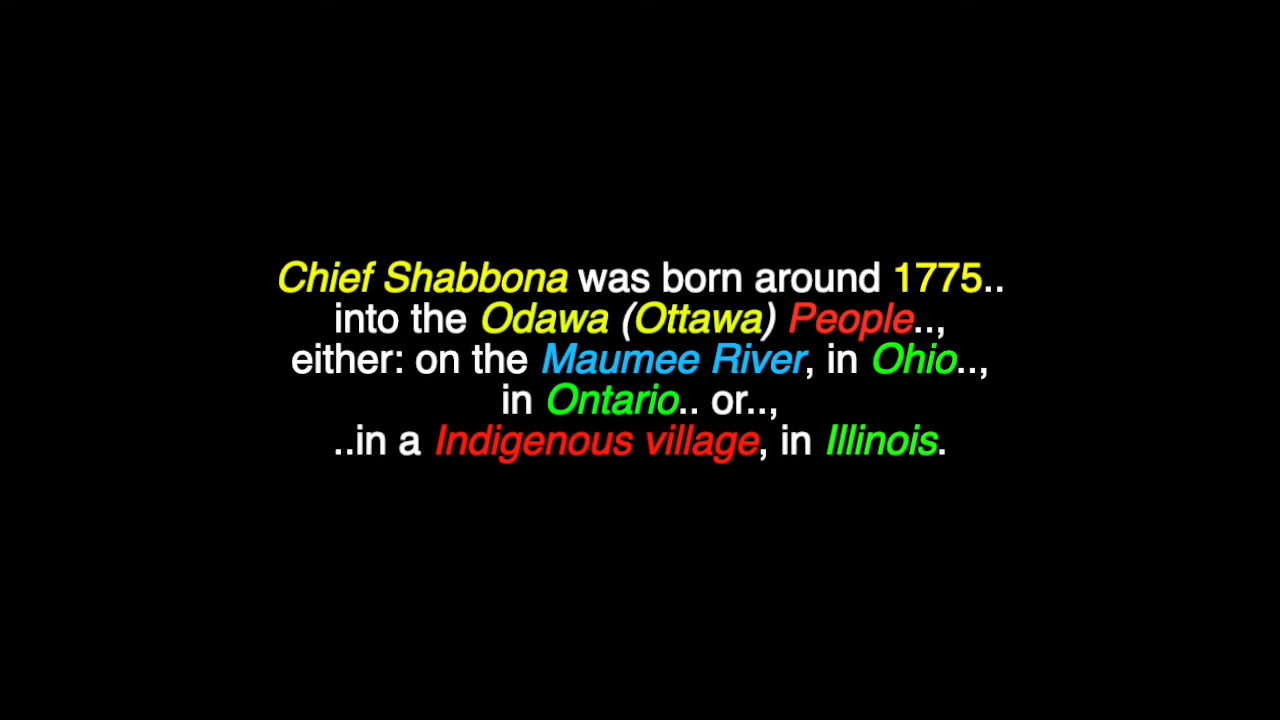 Chief Shabbona was born around 1775..
into the Odawa (Ottawa) People..,
either: on the Maumee River, in Ohio..,
in Ontario.. or..,
..in a Indigenous village, in Illinois.